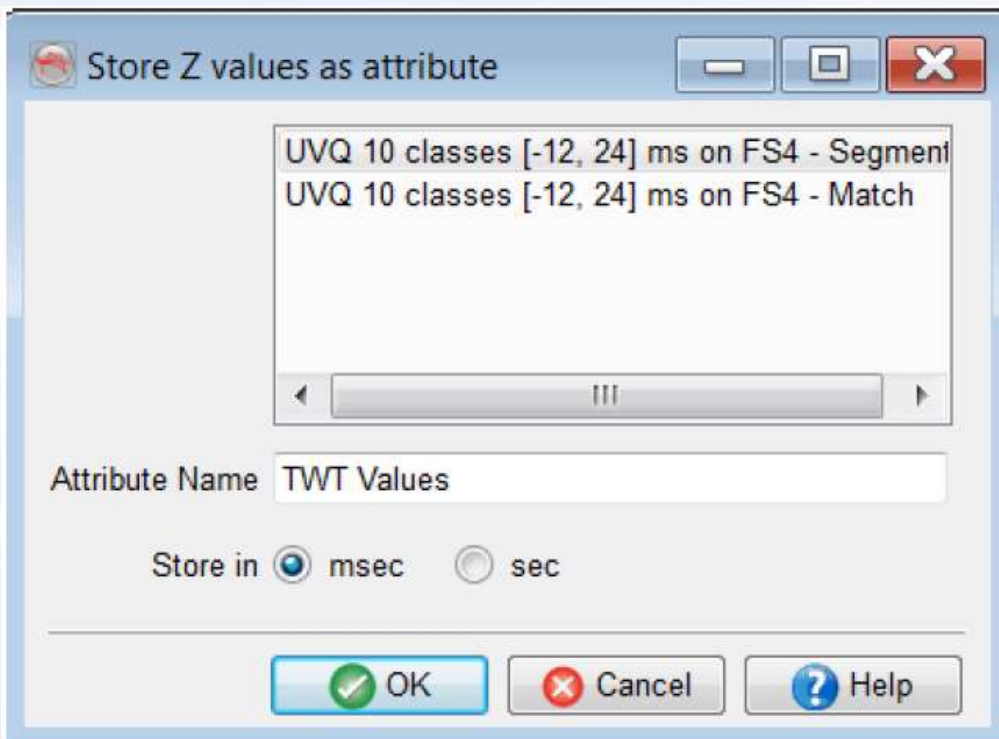 Store Z values as attribute
UVQ 10 classes [-12, 24] ms on FS4 - Segment
UVQ 10 classes [-12, 24] ms on FS4 - Match
Attribute Name TWT Values
Store in msec sec
OK Cancel Help